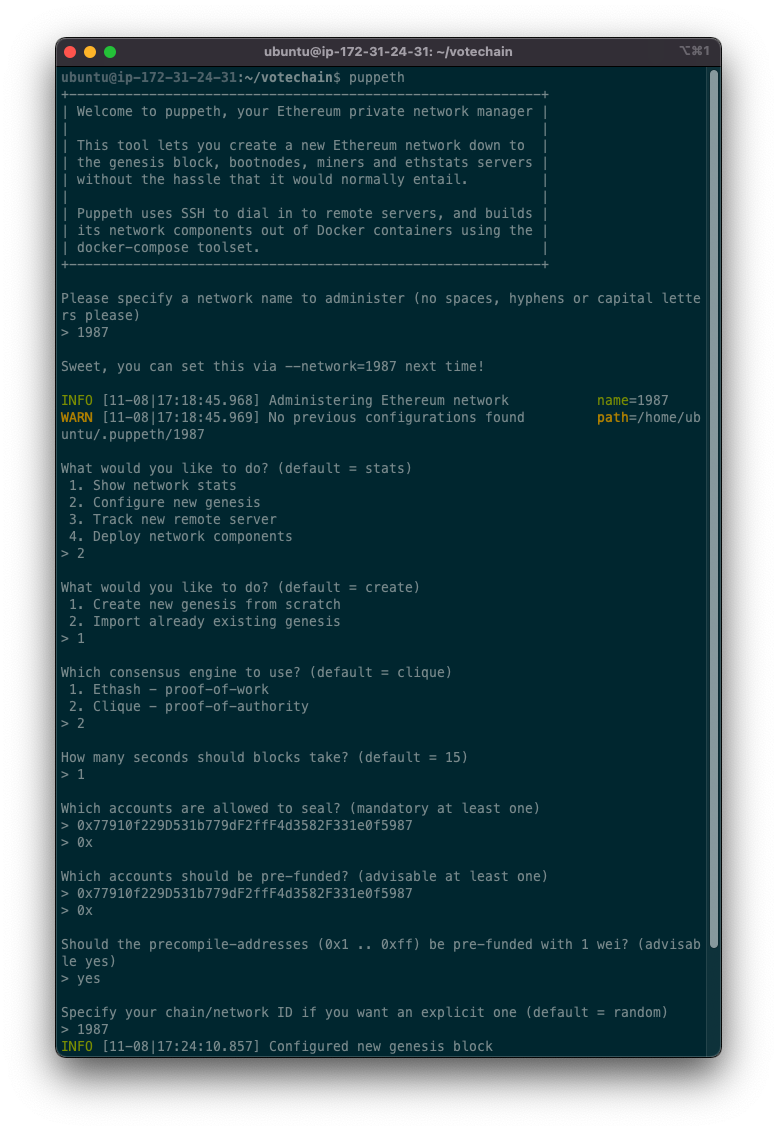 ubuntu@ip-172-31-24-31: ~/votechain
⌥⌘1
ubuntu@ip-172-31-24-31:~/votechain$ puppeth
+-----------------------------------------------------------+
| Welcome to puppeth, your Ethereum private network manager |
|                                                           |
| This tool lets you create a new Ethereum network down to  |
| the genesis block, bootnodes, miners and ethstats servers |
| without the hassle that it would normally entail.         |
|                                                           |
| Puppeth uses SSH to dial in to remote servers, and builds |
| its network components out of Docker containers using the |
| docker-compose toolset.                                   |
+-----------------------------------------------------------+
Please specify a network name to administer (no spaces, hyphens or capital lette
rs please)
> 1987
Sweet, you can set this via --network=1987 next time!
INFO [11-08|17:18:45.968] Administering Ethereum network           name=1987
WARN [11-08|17:18:45.969] No previous configurations found         path=/home/ub
untu/.puppeth/1987
What would you like to do? (default = stats)
 1. Show network stats
 2. Configure new genesis
 3. Track new remote server
 4. Deploy network components
> 2
What would you like to do? (default = create)
 1. Create new genesis from scratch
 2. Import already existing genesis
> 1
Which consensus engine to use? (default = clique)
 1. Ethash - proof-of-work
 2. Clique - proof-of-authority
> 2
How many seconds should blocks take? (default = 15)
> 1
Which accounts are allowed to seal? (mandatory at least one)
> 0x77910f229D531b779dF2ffF4d3582F331e0f5987
> 0x
Which accounts should be pre-funded? (advisable at least one)
> 0x77910f229D531b779dF2ffF4d3582F331e0f5987
> 0x
Should the precompile-addresses (0x1 .. 0xff) be pre-funded with 1 wei? (advisab
le yes)
> yes
Specify your chain/network ID if you want an explicit one (default = random)
> 1987
INFO [11-08|17:24:10.857] Configured new genesis block